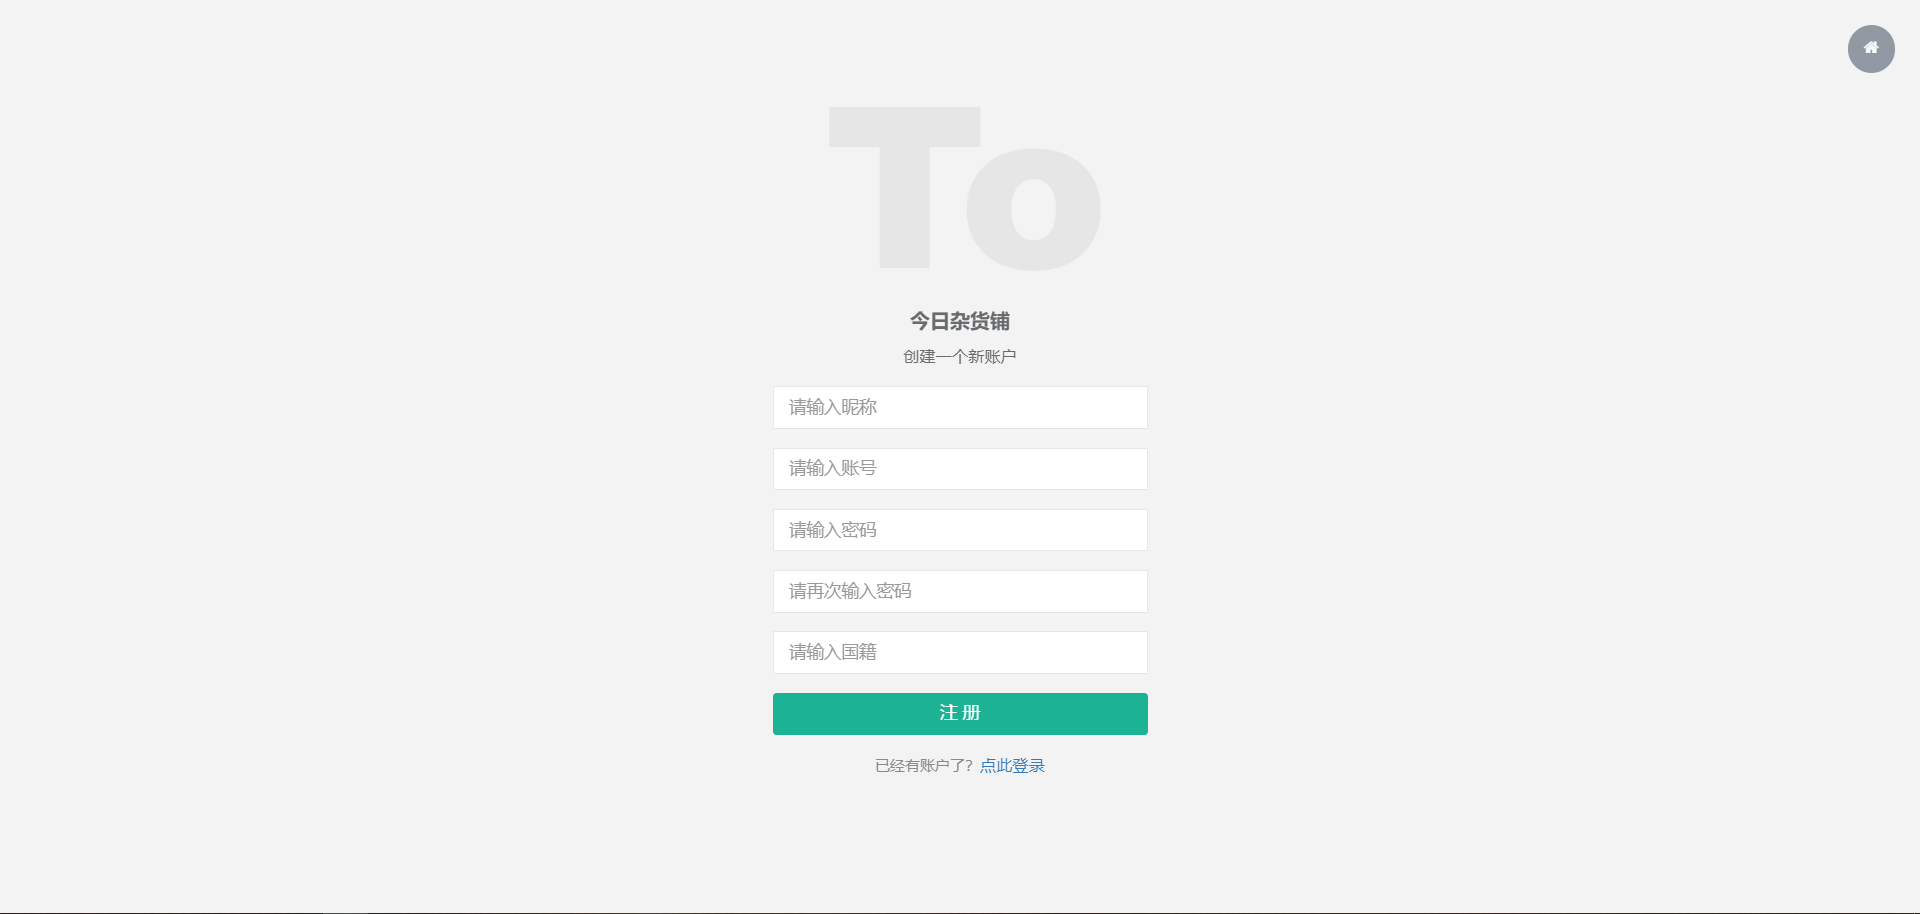 To
今日杂货铺
创建一个新账户
请输入昵称
请输入账号
请输入密码
请再次输入密码
请输入国籍
注 册
已经有账户了？点此登录